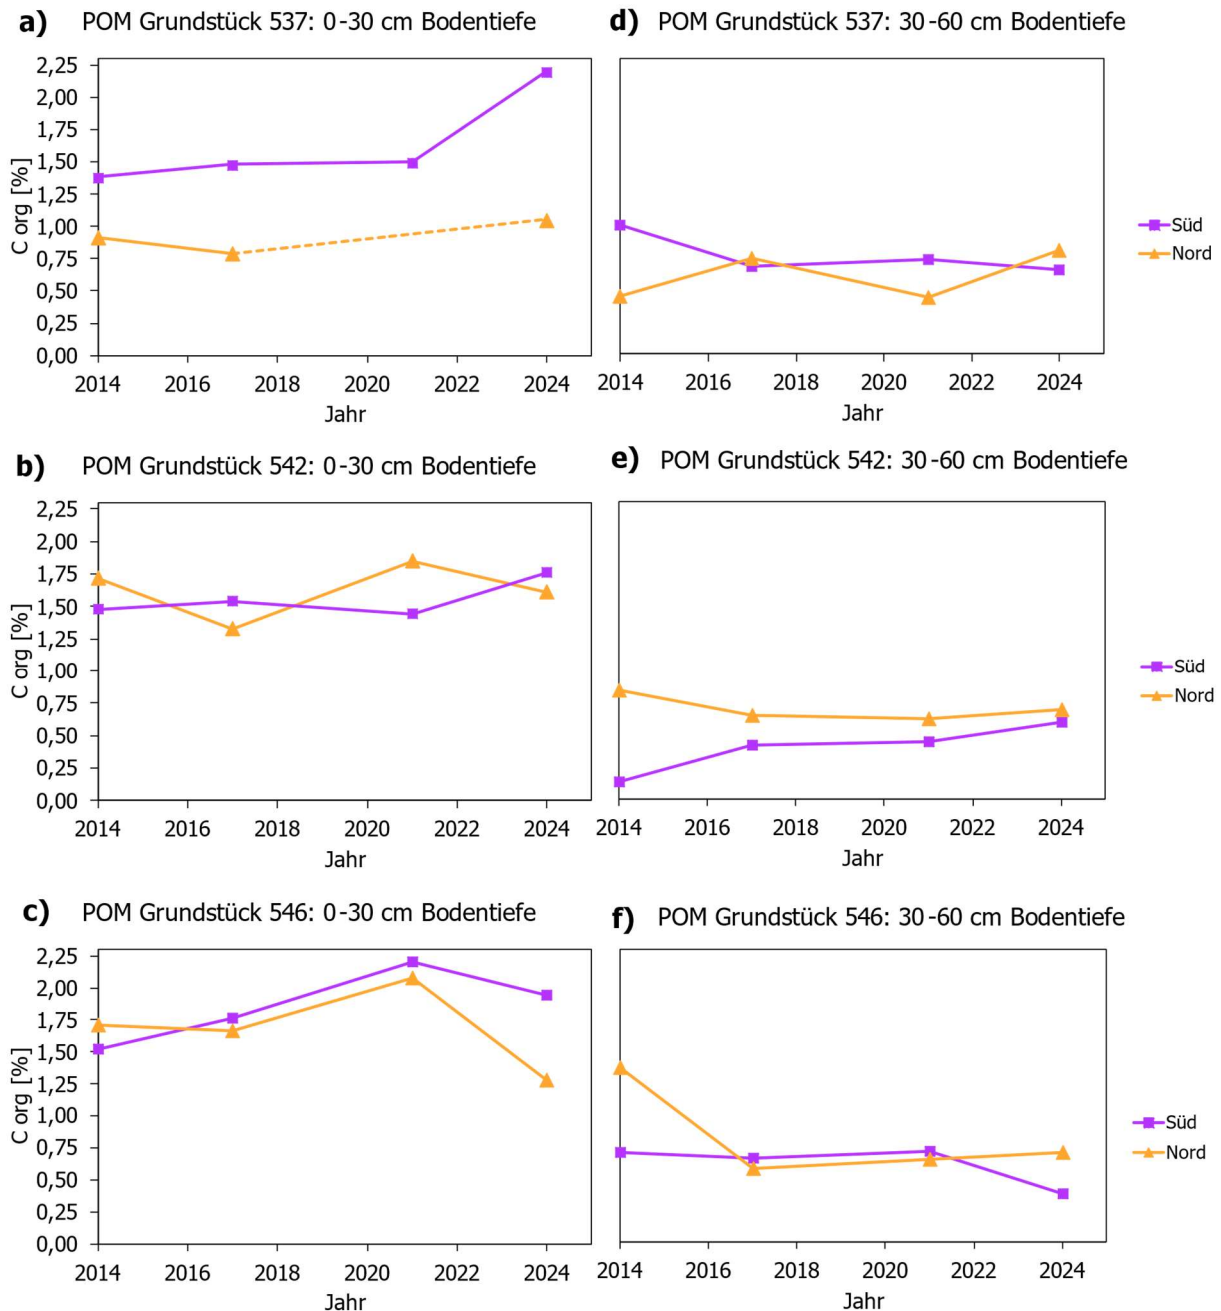 a) POM Grundstück 537: 0-30 cm Bodentiefe
2,25
2,00
1,75
1,50
1,25
1,00
0,75
0,50
0,25
0,00
C org [%]
2014 2016 2018 2020 2022 2024
Jahr
d) POM Grundstück 537: 30-60 cm Bodentiefe
2014 2016 2018 2020 2022 2024
Jahr
Süd
Nord
b) POM Grundstück 542: 0-30 cm Bodentiefe
2,25
2,00
1,75
1,50
1,25
1,00
0,75
0,50
0,25
0,00
C org [%]
2014 2016 2018 2020 2022 2024
Jahr
e) POM Grundstück 542: 30-60 cm Bodentiefe
2014 2016 2018 2020 2022 2024
Jahr
Süd
Nord
c) POM Grundstück 546: 0-30 cm Bodentiefe
2,25
2,00
1,75
1,50
1,25
1,00
0,75
0,50
0,25
0,00
C org [%]
2014 2016 2018 2020 2022 2024
Jahr
f) POM Grundstück 546: 30-60 cm Bodentiefe
2014 2016 2018 2020 2022 2024
Jahr
Süd
Nord